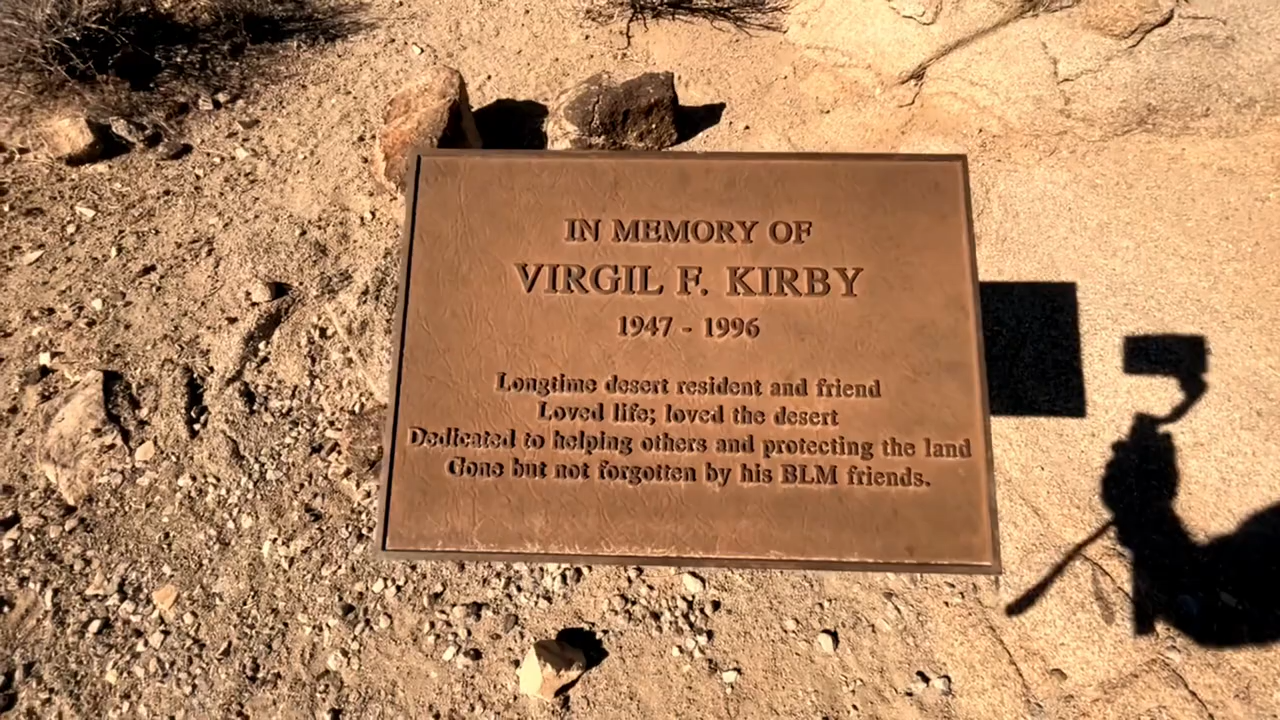 IN MEMORY OF
VIRGIL F. KIRBY
1947 - 1996
Longtime desert resident and friend
Loved life; loved the desert
Dedicated to helping others and protecting the land
Gone but not forgotten by his BLM friends.